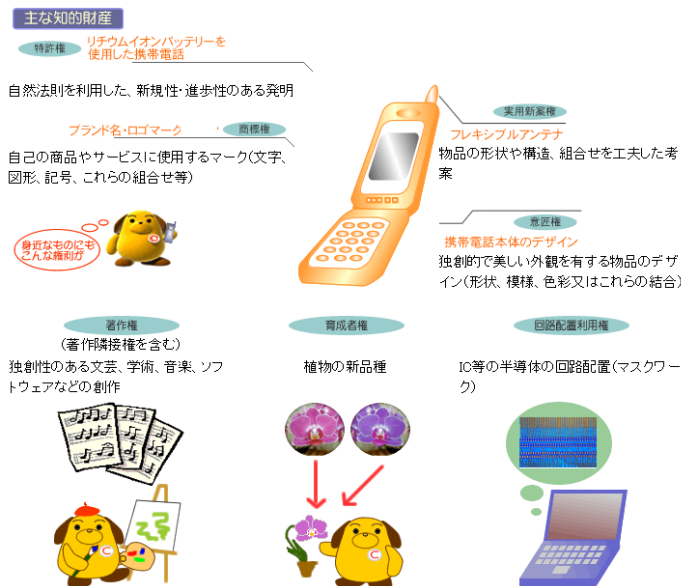 主な知的財産
特許権
リチウムイオンバッテリーを
使用した携帯電話
自然法則を利用した、新規性・進歩性のある発明
ブランド名・ロゴマーク
商標権
自己の商品やサービスに使用するマーク(文字、
図形、記号、これらの組合せ等)
実用新案権
フレキシブルアンテナ
物品の形状や構造、組合せを工夫した考
案
意匠権
携帯電話本体のデザイン
独創的で美しい外観を有する物品のデザ
イン(形状、模様、色彩又はこれらの結合)
身近なものにも
こんな権利が
著作権
(著作隣接権を含む)
独創性のある文芸、学術、音楽、ソフ
トウェアなどの創作
育成者権
植物の新品種
回路配置利用権
IC等の半導体の回路配置(マスクワー
ク)
C
C
C